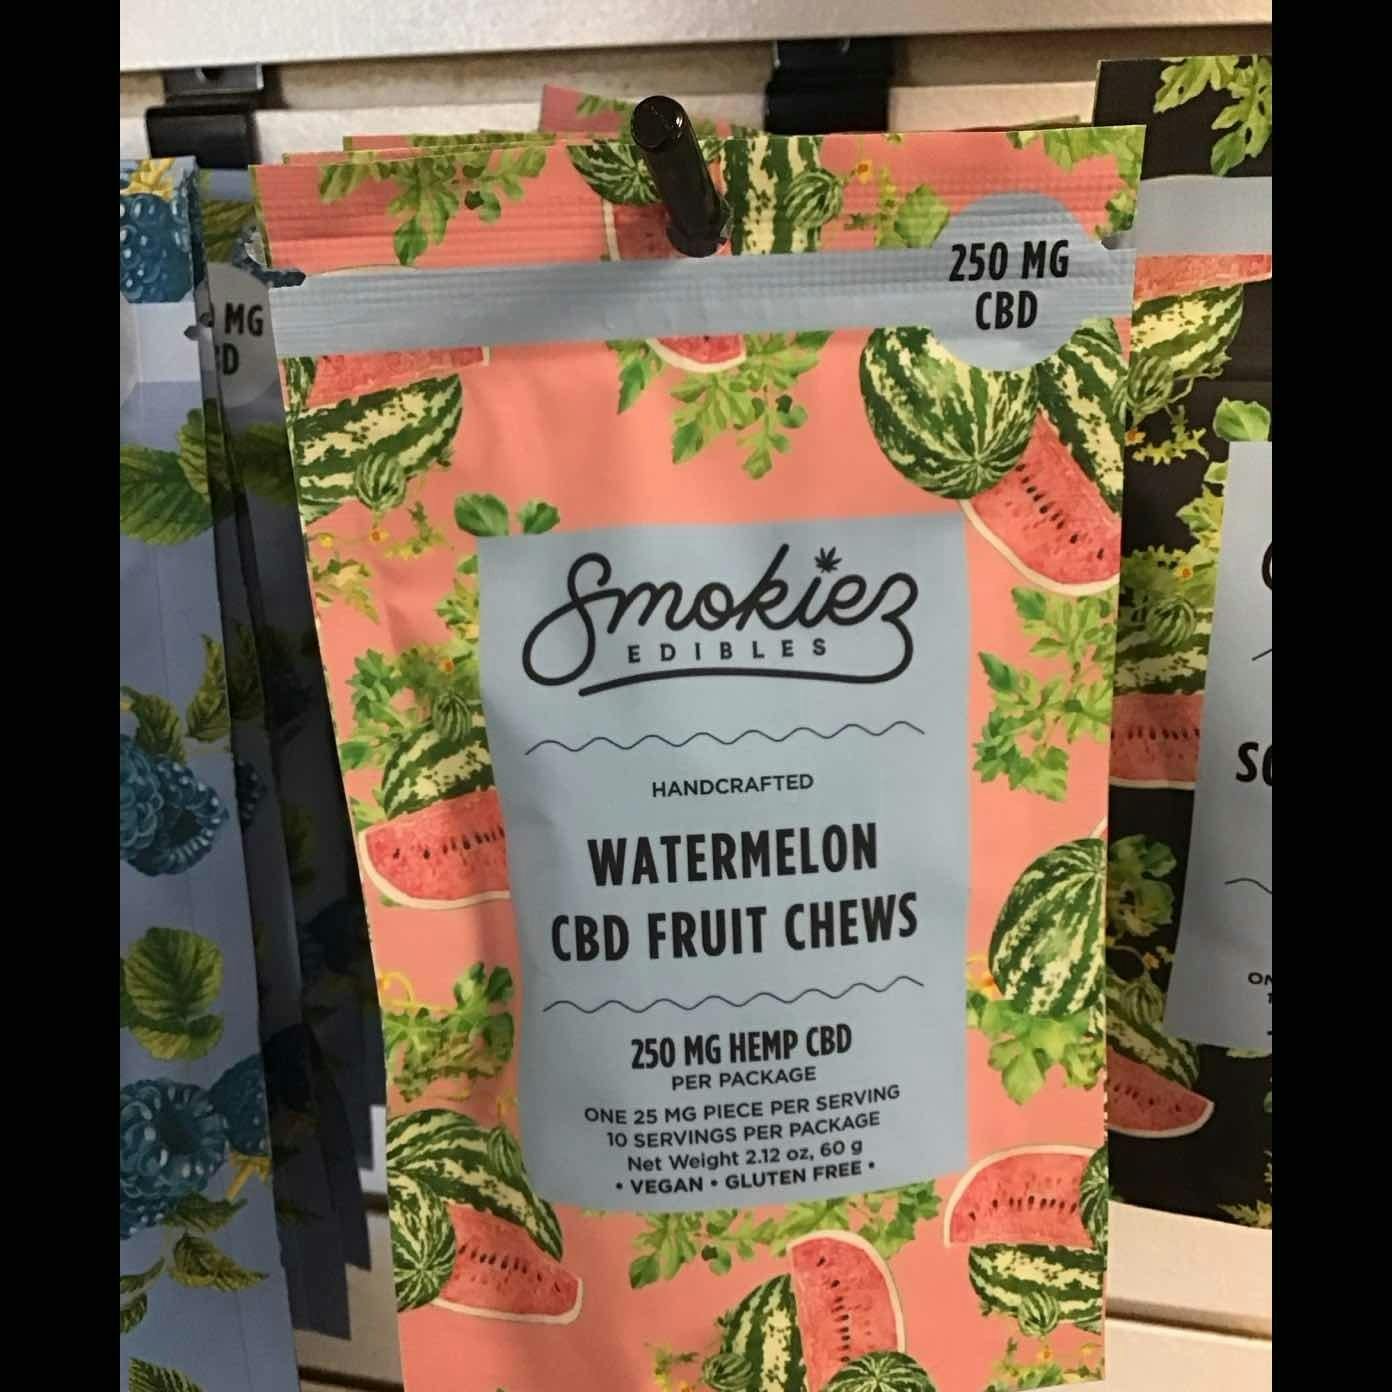 250 MG
CBD
MG
Smokiez
EDIBLES
HANDCRAFTED
WATERMELON
CBD FRUIT CHEWS
250 MG HEMP CBD
PER PACKAGE
ONE 25 MG PIECE PER SERVING
10 SERVINGS PER PACKAGE
Net Weight 2.12 oz, 60 g
• VEGAN • GLUTEN FREE •